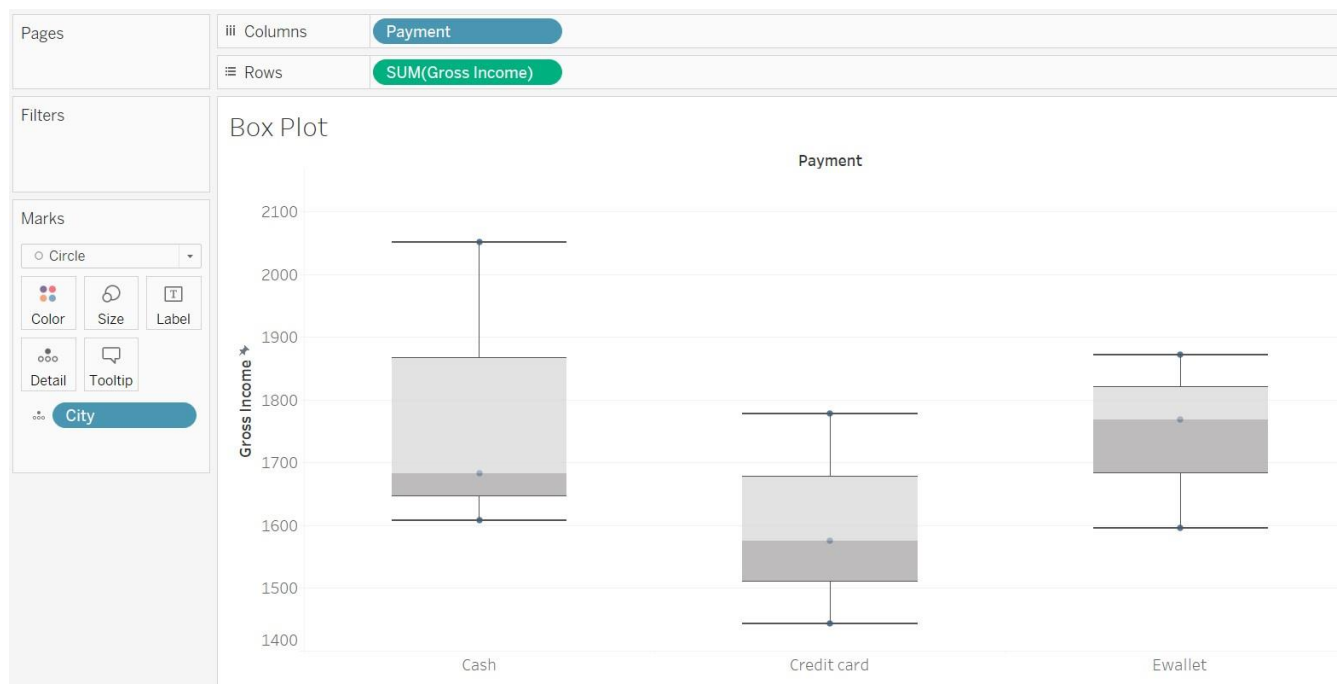 Pages
iii Columns
Payment
Rows
SUM(Gross Income)
Filters
Marks
Circle
Color
Size
T
Label
Detail
Tooltip
City
Box Plot
Payment
Gross Income
2100
2000
1900
1800
1700
1600
1500
1400
Cash
Credit card
Ewallet